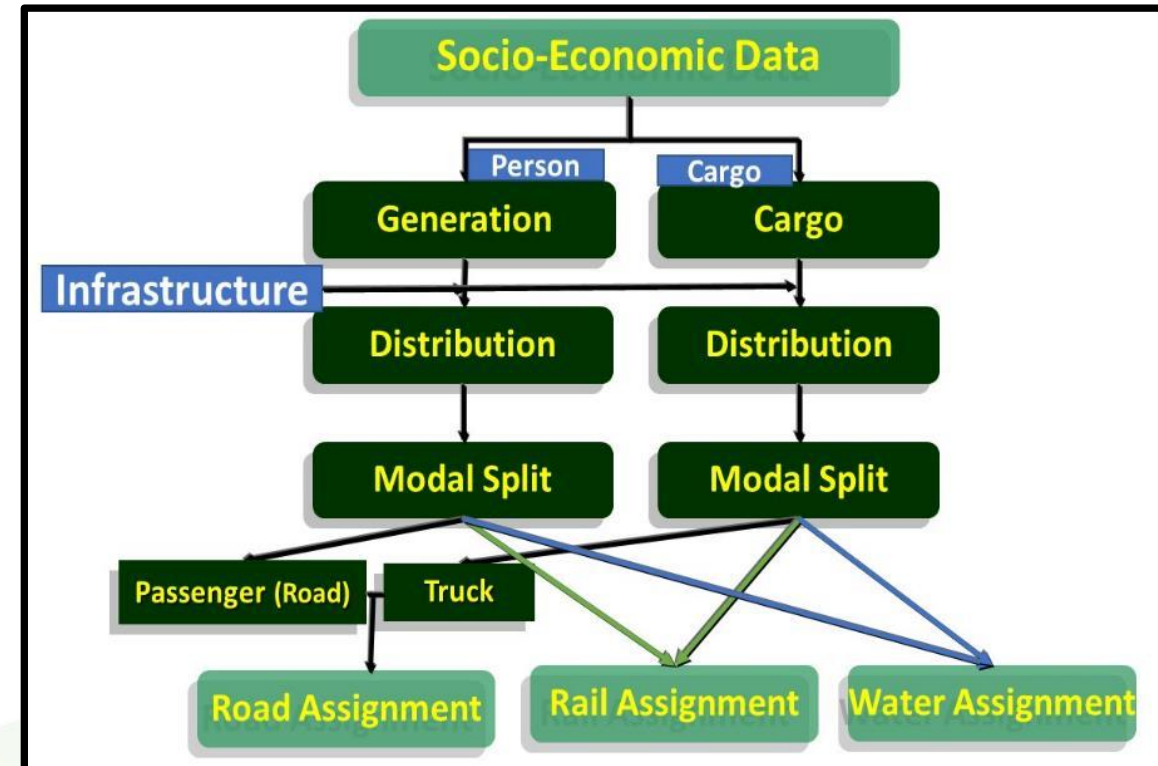 Socio-Economic Data
Person
Cargo
Generation
Cargo
Infrastructure
Distribution
Distribution
Modal Split
Modal Split
Passenger (Road)
Truck
Road Assignment
Rail Assignment
Water Assignment